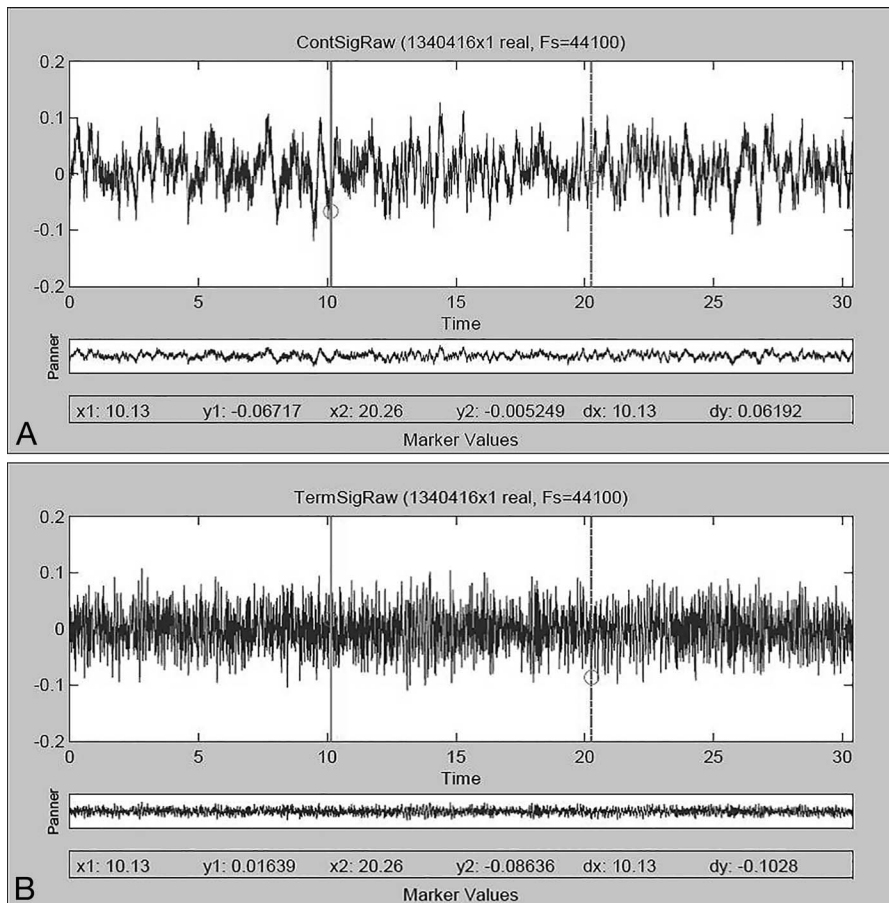 ContSigRaw (1340416x1 real, Fs=44100)
0.2
0.1
0
-0.1
-0.2
0 5 10 15 20 25 30
Time
Panner
x1: 10.13 y1: -0.06717 x2: 20.26 y2: -0.005249 dx: 10.13 dy: 0.06192
Marker Values
A
TermSigRaw (1340416x1 real, Fs=44100)
0.2
0.1
0
-0.1
-0.2
0 5 10 15 20 25 30
Time
Panner
x1: 10.13 y1: 0.01639 x2: 20.26 y2: -0.08636 dx: 10.13 dy: -0.1028
Marker Values
B